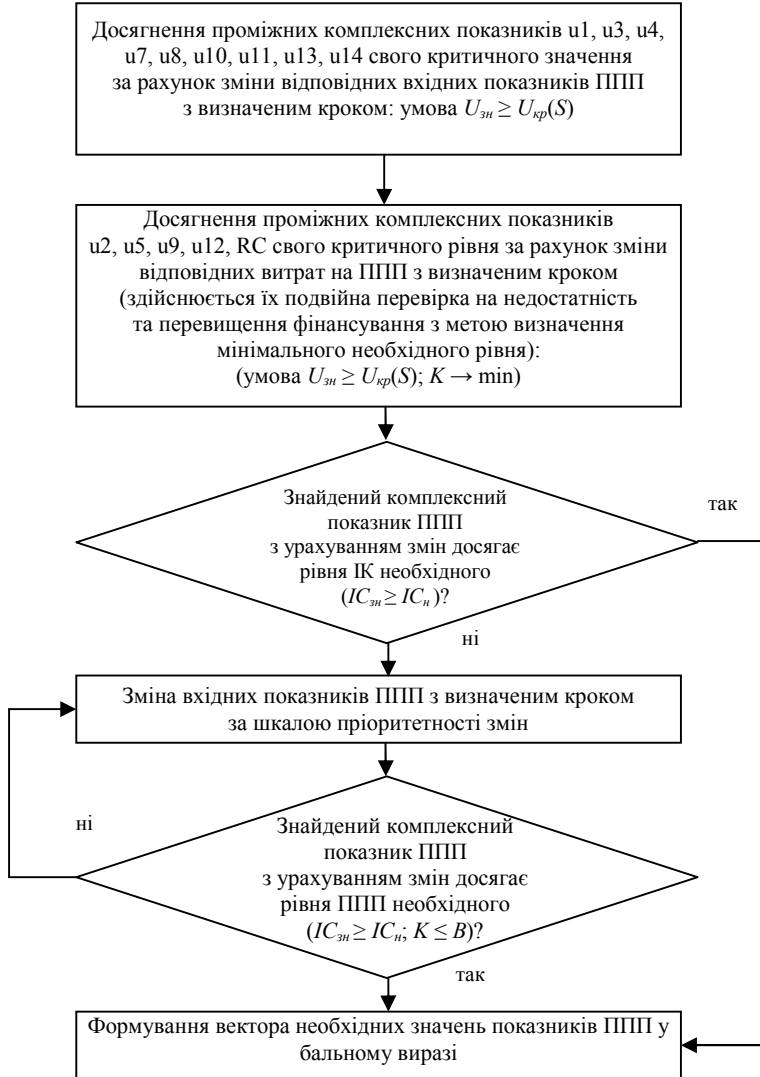 Досягнення проміжних комплексних показників u1, u3, u4,
u7, u8, u10, u11, u13, u14 свого критичного значення
за рахунок зміни відповідних вхідних показників ППП
з визначеним кроком: умова Uзн ≥ Uкр(S)
Досягнення проміжних комплексних показників
u2, u5, u9, u12, RC свого критичного рівня за рахунок зміни
відповідних витрат на ППП з визначеним кроком
(здійснюється їх подвійна перевірка на недостатність
та перевищення фінансування з метою визначення
мінімального необхідного рівня):
(умова Uзн ≥ Uкр(S); K → min)
Знайдений комплексний
показник ППП
з урахуванням змін досягає
рівня ІК необхідного
(ICзн ≥ ICн)?
так
ні
Зміна вхідних показників ППП з визначеним кроком
за шкалою пріоритетності змін
ні
Знайдений комплексний
показник ППП
з урахуванням змін досягає
рівня ППП необхідного
(ICзн ≥ ICн; K ≤ B)?
так
Формування вектора необхідних значень показників ППП у
бальному виразі